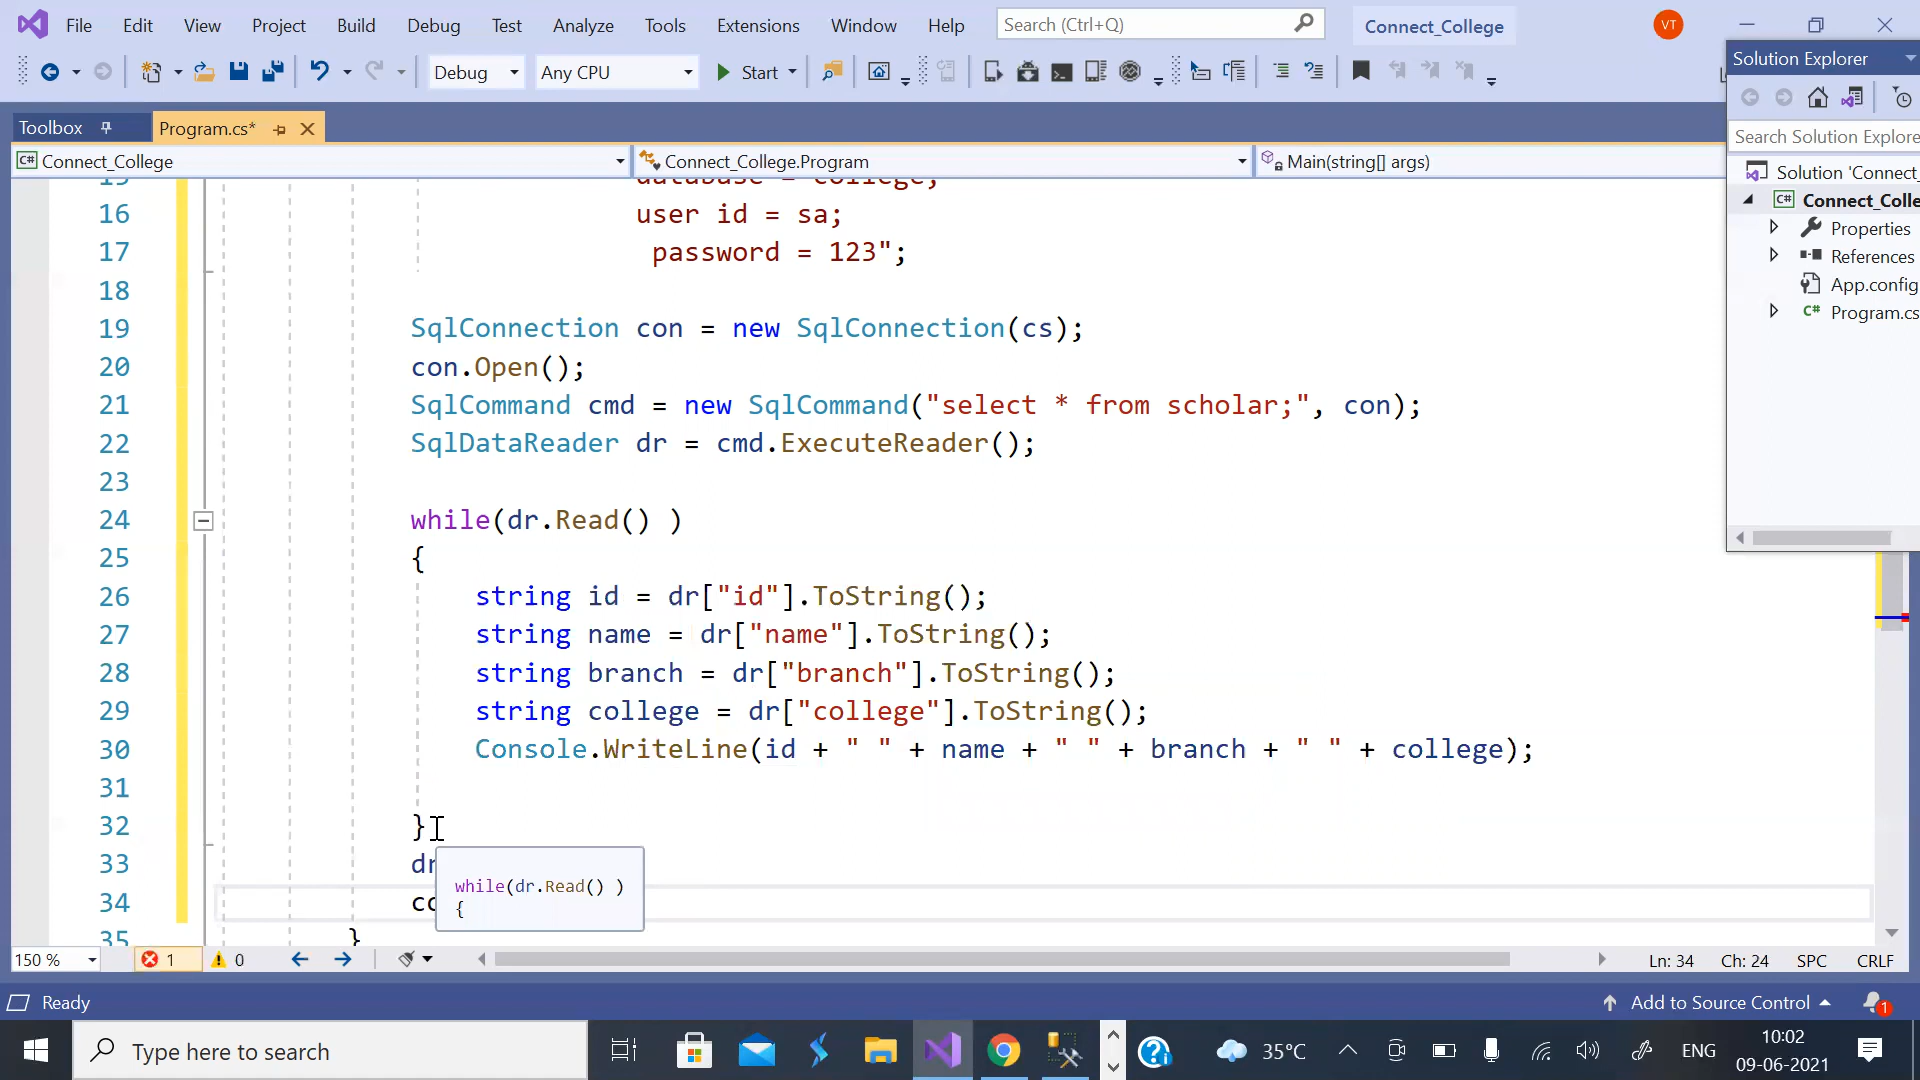 File Edit View Project Build Debug Test Analyze Tools Extensions Window Help Search (Ctrl+Q) Connect_College VT
Debug Any CPU Start
Solution Explorer
Toolbox Program.cs*
Connect_College Connect_College.Program Main(string[] args)
Search Solution Explore
Solution 'Connect_
Connect_Colle
Properties
References
App.config
Program.cs
15 database = college;
16 user id = sa;
17 password = 123";
18
19 SqlConnection con = new SqlConnection(cs);
20 con.Open();
21 SqlCommand cmd = new SqlCommand("select * from scholar;", con);
22 SqlDataReader dr = cmd.ExecuteReader();
23
24 while(dr.Read() )
25 {
26 string id = dr["id"].ToString();
27 string name = dr["name"].ToString();
28 string branch = dr["branch"].ToString();
29 string college = dr["college"].ToString();
30 Console.WriteLine(id + " " + name + " " + branch + " " + college);
31
32 }
33 dr
34 co
35 }
while(dr.Read() )
{
150 % 1 0 Ln: 34 Ch: 24 SPC CRLF
Ready Add to Source Control 1
Type here to search 35°C ENG 10:02
09-06-2021